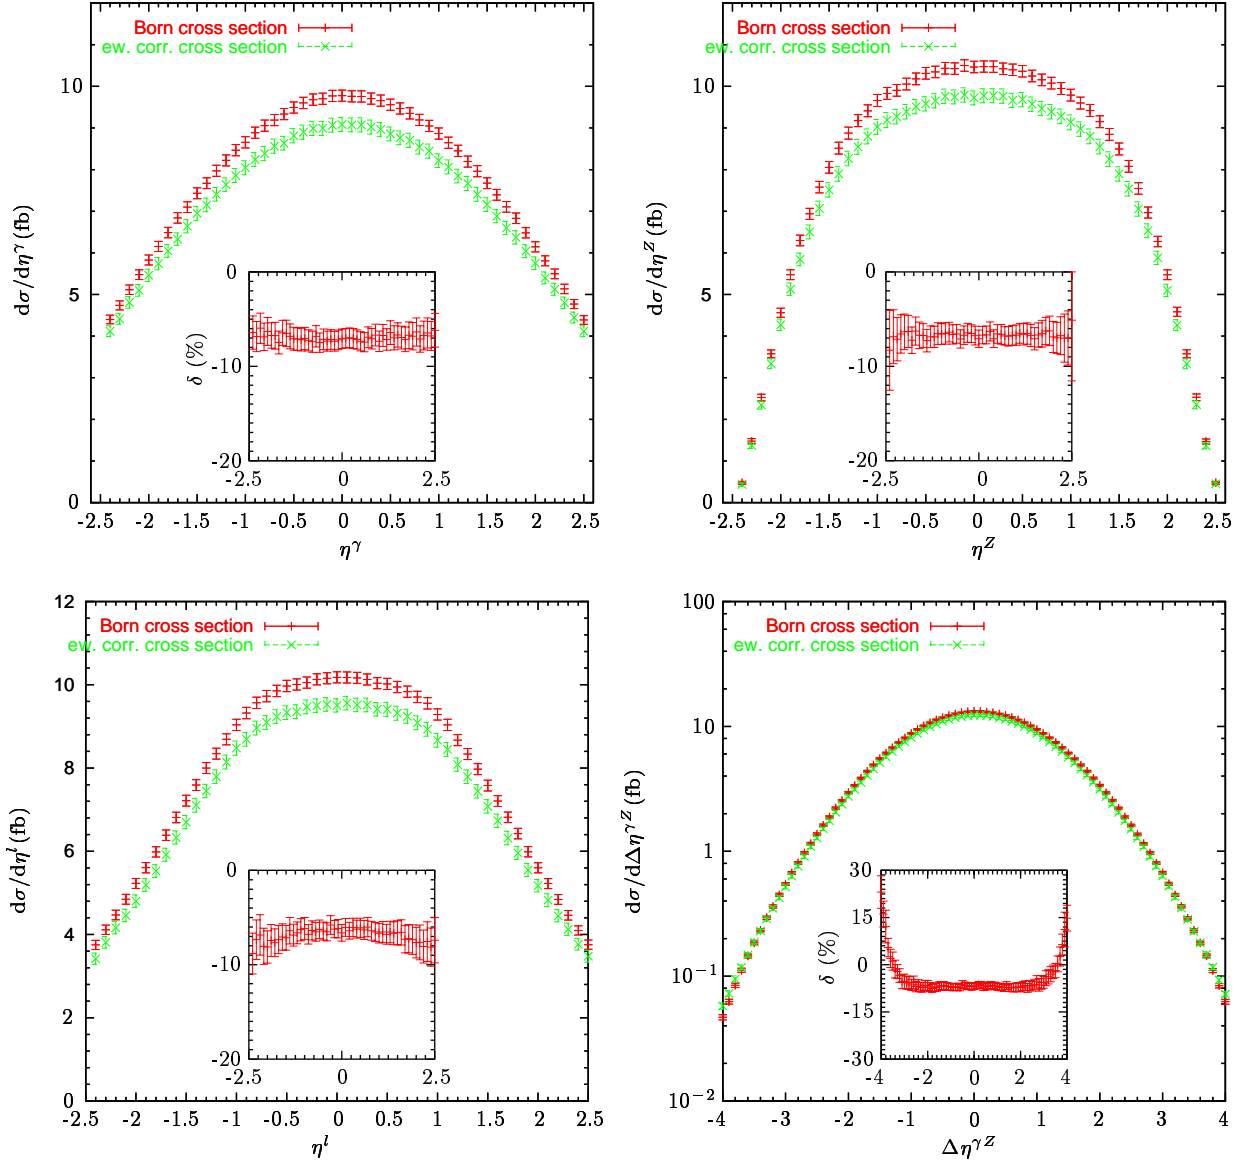 Born cross section
ew. corr. cross section
10
5
0
dσ/dη^γ (fb)
-2.5 -2 -1.5 -1 -0.5 0 0.5 1 1.5 2 2.5
η^γ
0
-10
-20
δ (%)
-2.5 0 2.5
Born cross section
ew. corr. cross section
10
5
0
dσ/dη^Z (fb)
-2.5 -2 -1.5 -1 -0.5 0 0.5 1 1.5 2 2.5
η^Z
0
-10
-20
-2.5 0 2.5
Born cross section
ew. corr. cross section
12
10
8
6
4
2
0
dσ/dη^l (fb)
-2.5 -2 -1.5 -1 -0.5 0 0.5 1 1.5 2 2.5
η^l
0
-10
-20
-2.5 0 2.5
Born cross section
ew. corr. cross section
100
10
1
10^−1
10^−2
dσ/dΔη^γZ (fb)
-4 -3 -2 -1 0 1 2 3 4
Δη^γZ
30
15
0
-15
-30
δ (%)
-4 -2 0 2 4